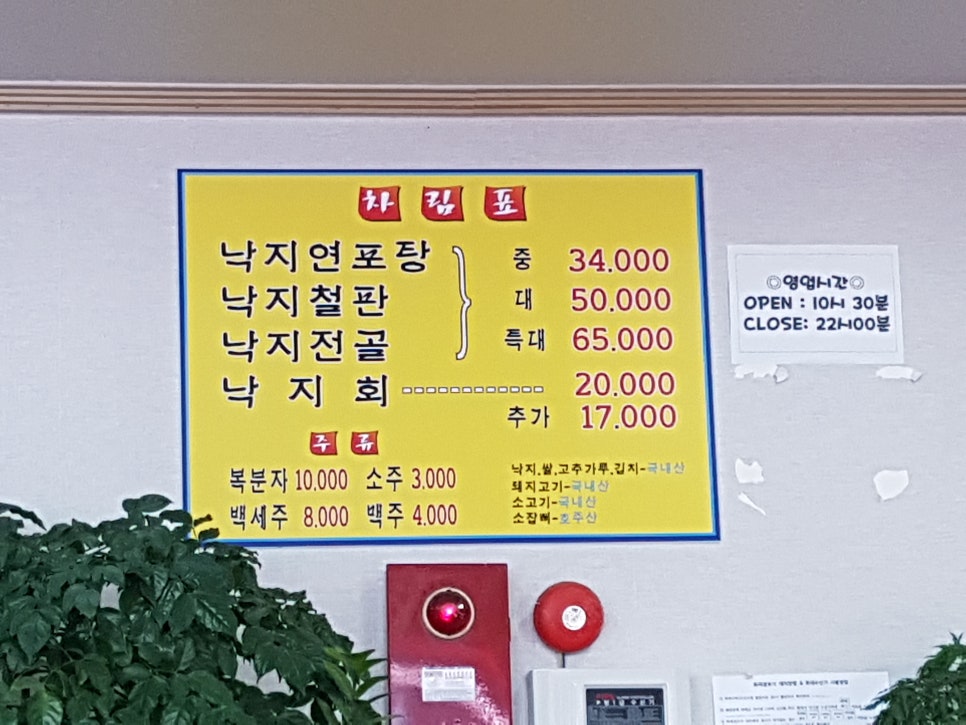 차림표
낙지연포탕 중 34.000
낙지철판 대 50.000
낙지전골 특대 65.000
낙지회 20.000
추가 17.000
주류
복분자 10.000 소주 3,000
백세주 8.000 백주 4.000
낙지,쌀,고추가루,김치-국내산
돼지고기-국내산
소고기-국내산
소잡뼈-호주산
◎영업시간◎
OPEN : 10시 30분
CLOSE: 22시00분